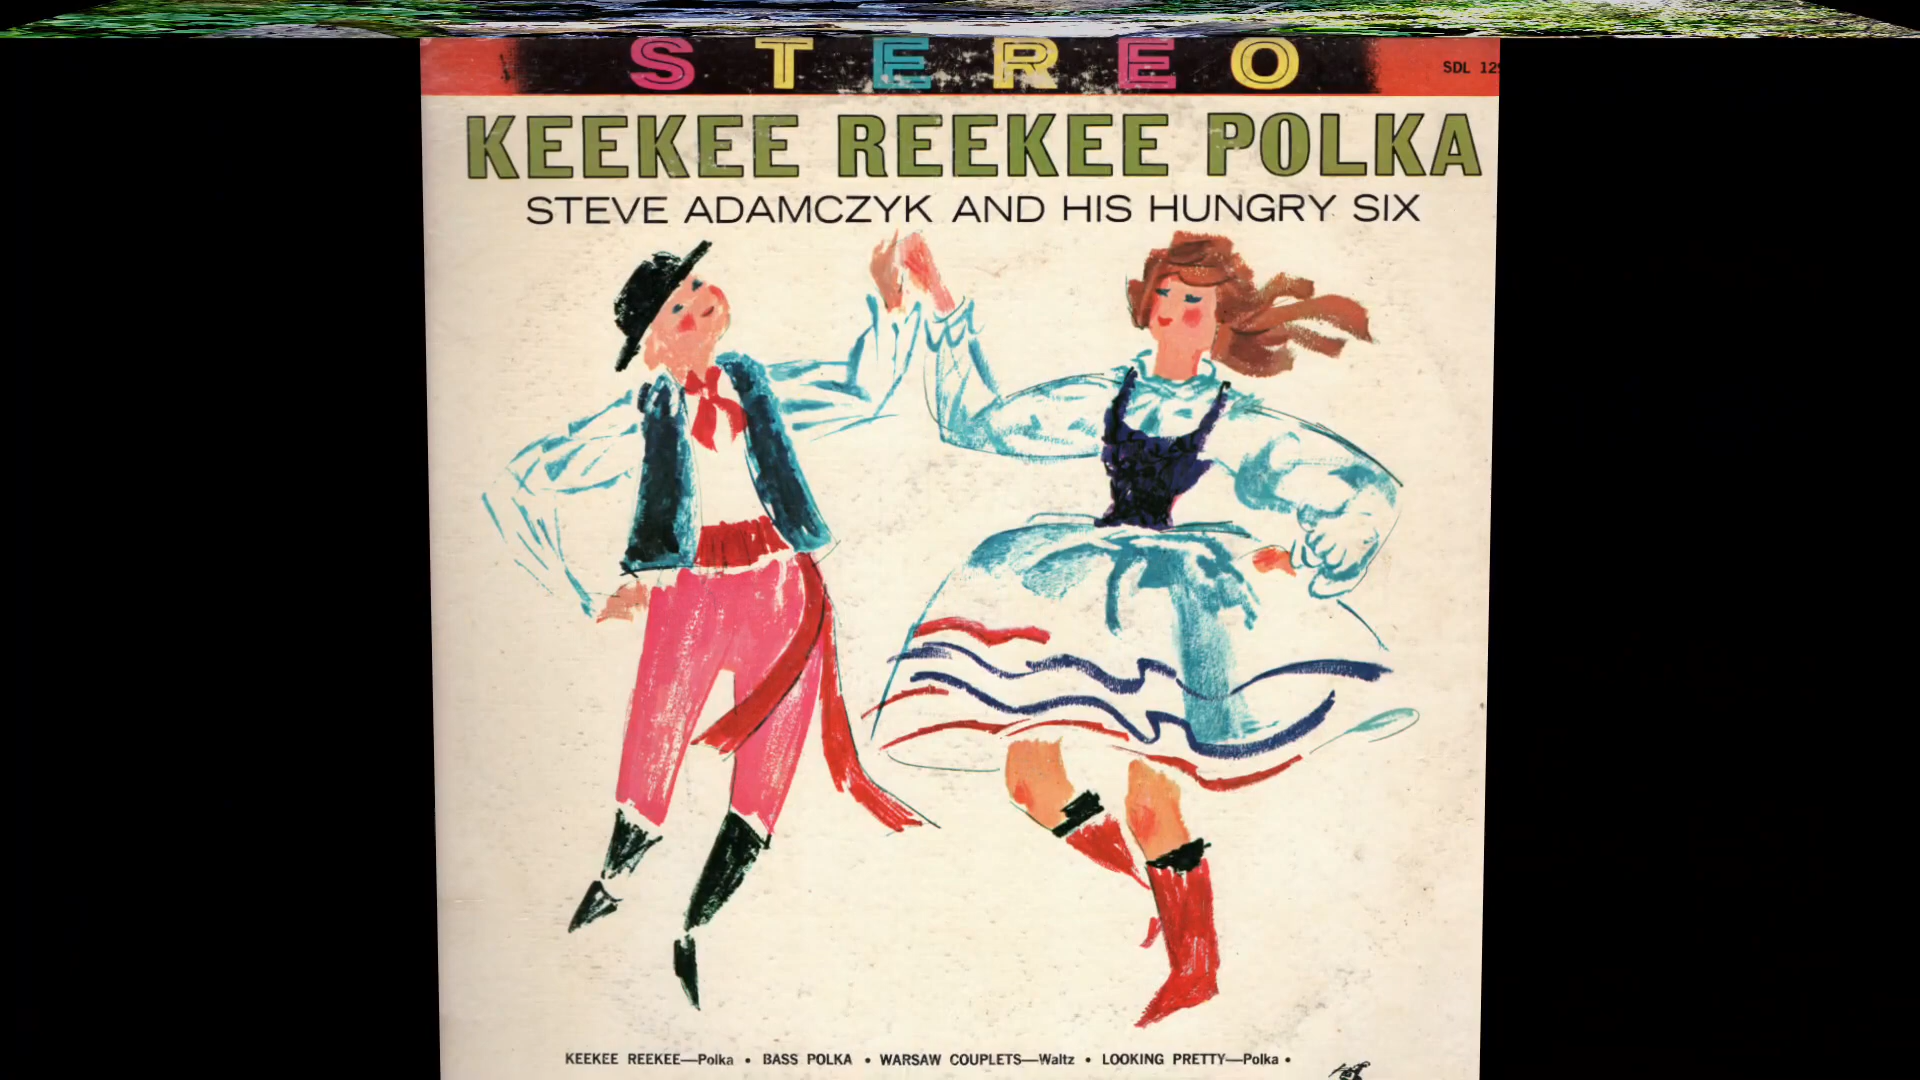 STEREO
SDL 12
KEEKEE REEKEE POLKA
STEVE ADAMCZYK AND HIS HUNGRY SIX
KEEKEE REEKEE—Polka • BASS POLKA • WARSAW COUPLETS—Waltz • LOOKING PRETTY—Polka •